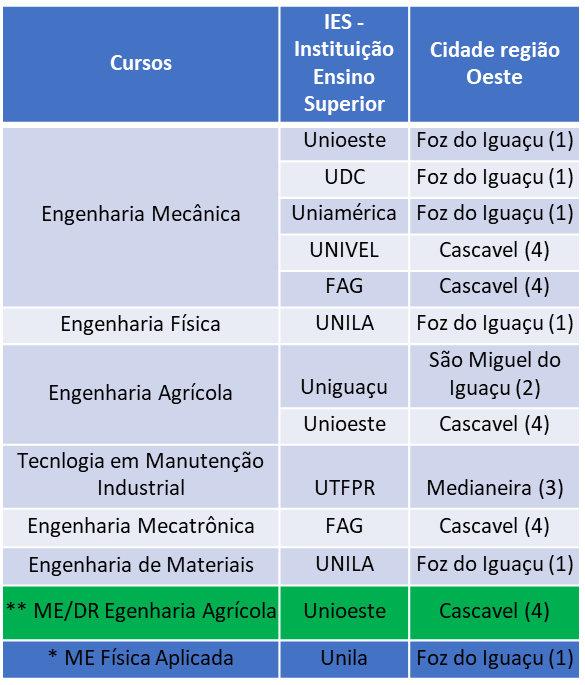 Cursos
IES -
Instituição
Ensino
Superior
Cidade região
Oeste
Engenharia Mecânica
Unioeste
Foz do Iguaçu (1)
UDC
Foz do Iguaçu (1)
Uniamérica
Foz do Iguaçu (1)
UNIVEL
Cascavel (4)
FAG
Cascavel (4)
Engenharia Física
UNILA
Foz do Iguaçu (1)
Engenharia Agrícola
Uniguaçu
São Miguel do
Iguaçu (2)
Unioeste
Cascavel (4)
Tecnlogia em Manutenção
Industrial
UTFPR
Medianeira (3)
Engenharia Mecatrônica
FAG
Cascavel (4)
Engenharia de Materiais
UNILA
Foz do Iguaçu (1)
** ME/DR Egenharia Agrícola
Unioeste
Cascavel (4)
* ME Física Aplicada
Unila
Foz do Iguaçu (1)